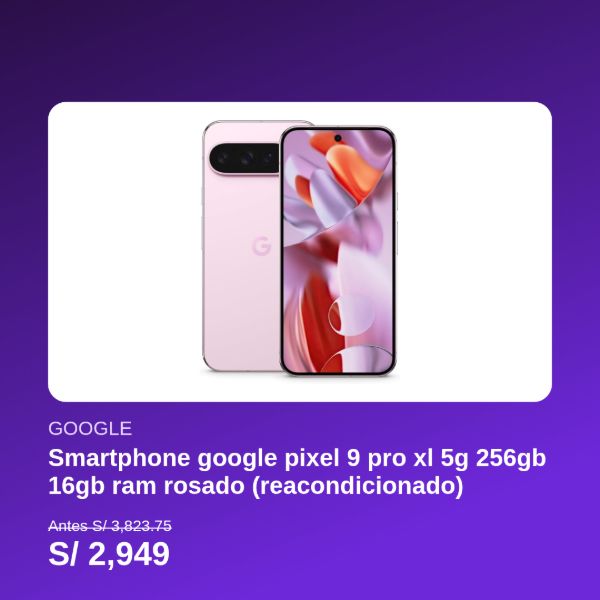 GOOGLE
Smartphone google pixel 9 pro xl 5g 256gb
16gb ram rosado (reacondicionado)
Antes S/ 3,823.75
S/ 2,949